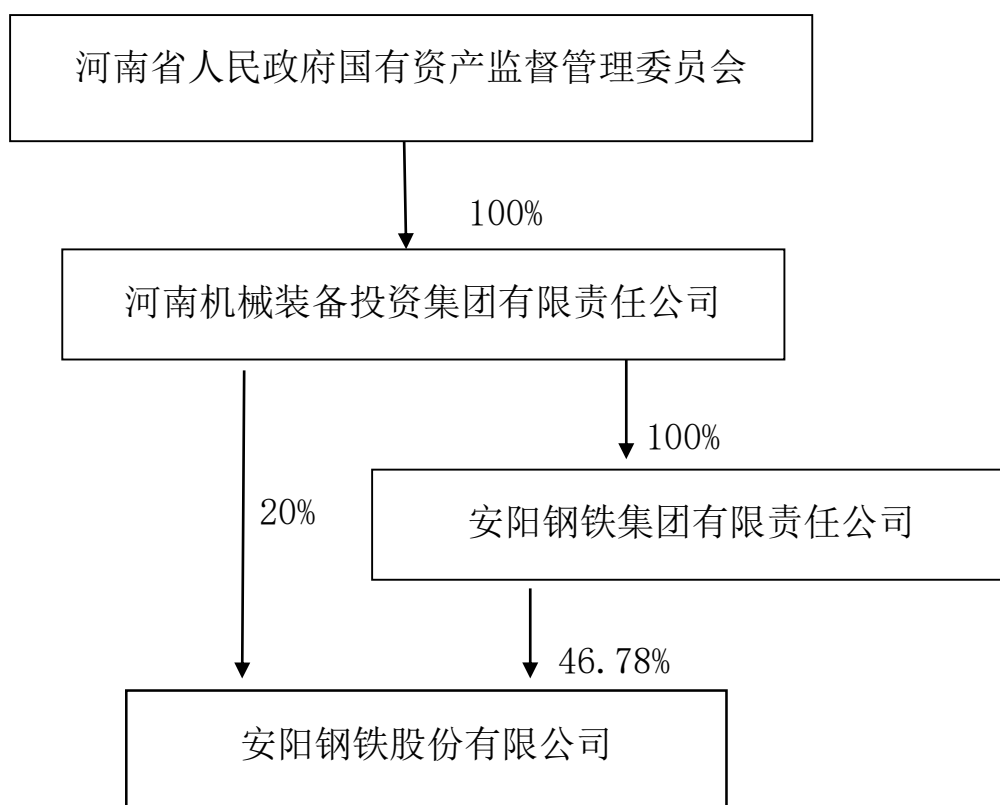 河南省人民政府国有资产监督管理委员会
100%
河南机械装备投资集团有限责任公司
100%
20%
安阳钢铁集团有限责任公司
46.78%
安阳钢铁股份有限公司